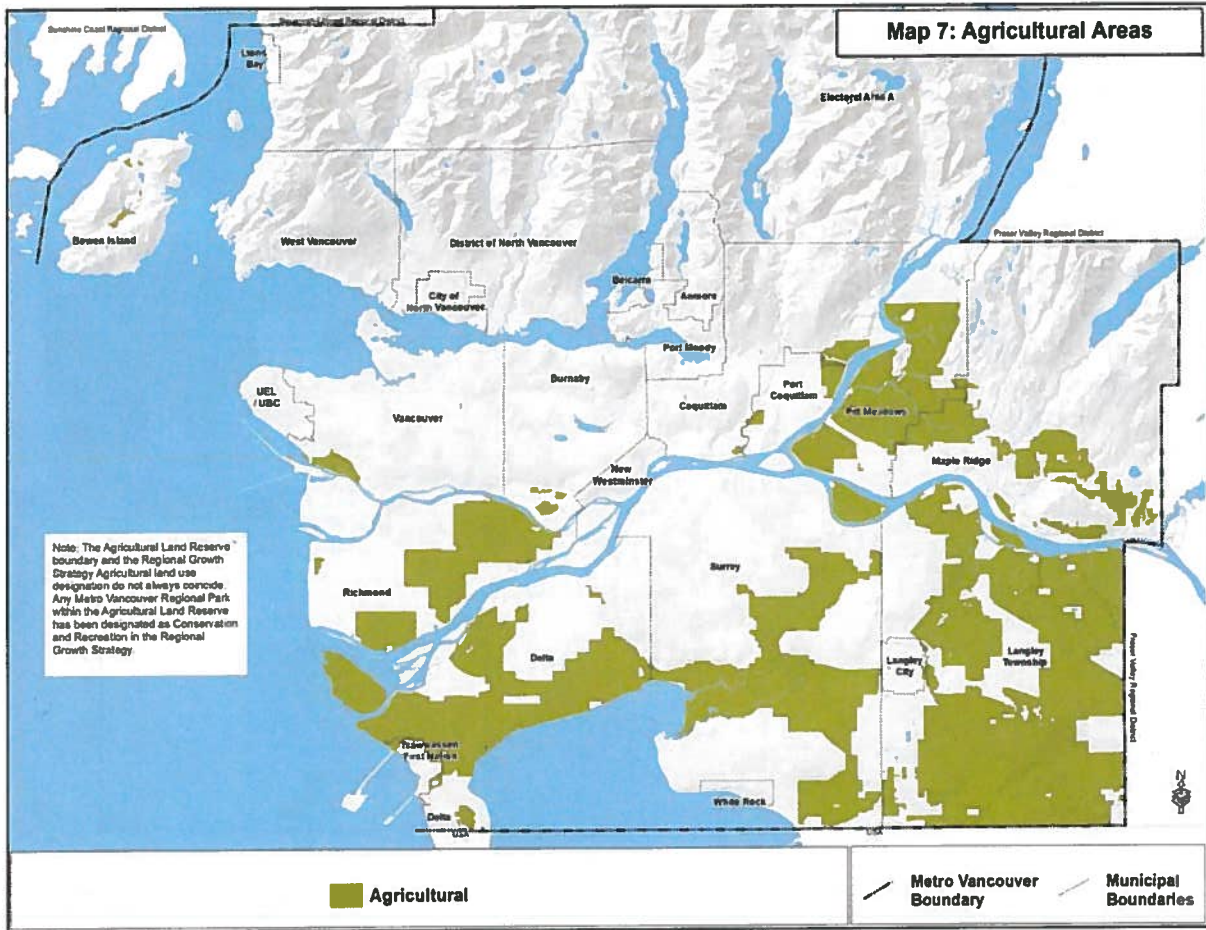 Map 7: Agricultural Areas
Sunshine Coast Regional District
Squamish-Lillooet Regional District
Lions
Bay
Electoral Area A
Bowen Island
West Vancouver
District of North Vancouver
Fraser Valley Regional District
City of
North Vancouver
Belcarra
Anmore
Port Moody
UEL
/ UBC
Vancouver
Burnaby
Coquitlam
Port
Coquitlam
Pitt Meadows
New
Westminster
Maple Ridge
Note: The Agricultural Land Reserve
boundary and the Regional Growth
Strategy Agricultural land use
designation do not always coincide.
Any Metro Vancouver Regional Park
within the Agricultural Land Reserve
has been designated as Conservation
and Recreation in the Regional
Growth Strategy.
Richmond
Surrey
Delta
Langley
City
Langley
Township
Fraser Valley Regional District
Tsawwassen
First Nation
White Rock
Delta
USA
USA
N
Agricultural
Metro Vancouver
Boundary
Municipal
Boundaries